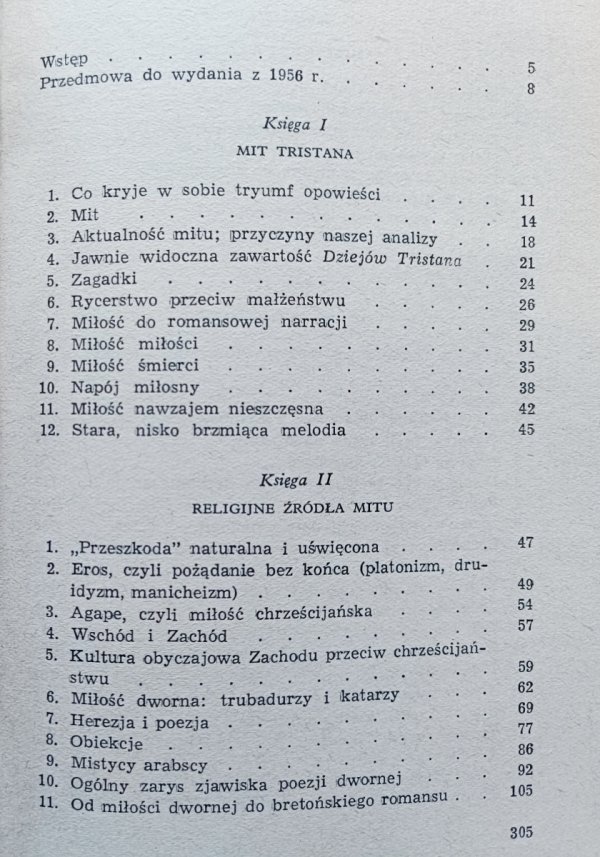 Wstęp . . . . . . . . . . . . . 5
Przedmowa do wydania z 1956 r. . . . . . . 8
Księga I
MIT TRISTANA
1. Co kryje w sobie tryumf opowieści . . . . 11
2. Mit . . . . . . . . . . . . 14
3. Aktualność mitu; przyczyny naszej analizy . . 18
4. Jawnie widoczna zawartość Dziejów Tristana . 21
5. Zagadki . . . . . . . . . . . 24
6. Rycerstwo przeciw małżeństwu . . . . . 26
7. Miłość do romansowej narracji . . . . . 29
8. Miłość miłości . . . . . . . . . 31
9. Miłość śmierci . . . . . . . . . 35
10. Napój miłosny . . . . . . . . . 38
11. Miłość nawzajem nieszczęsna . . . . . 42
12. Stara, nisko brzmiąca melodia . . . . . 45
Księga II
RELIGIJNE ŹRÓDŁA MITU
1. „Przeszkoda” naturalna i uświęcona . . . . 47
2. Eros, czyli pożądanie bez końca (platonizm, dru-
idyzm, manicheizm) . . . . . . . . 49
3. Agape, czyli miłość chrześcijańska . . . . 54
4. Wschód i Zachód . . . . . . . . 57
5. Kultura obyczajowa Zachodu przeciw chrześcijań-
stwu . . . . . . . . . . . . 59
6. Miłość dworna: trubadurzy i katarzy . . . 62
7. Herezja i poezja . . . . . . . . . 69
8. Obiekcje . . . . . . . . . . . 77
9. Mistycy arabscy . . . . . . . . . 86
10. Ogólny zarys zjawiska poezji dwornej . . . 92
11. Od miłości dwornej do bretońskiego romansu . . 105
305